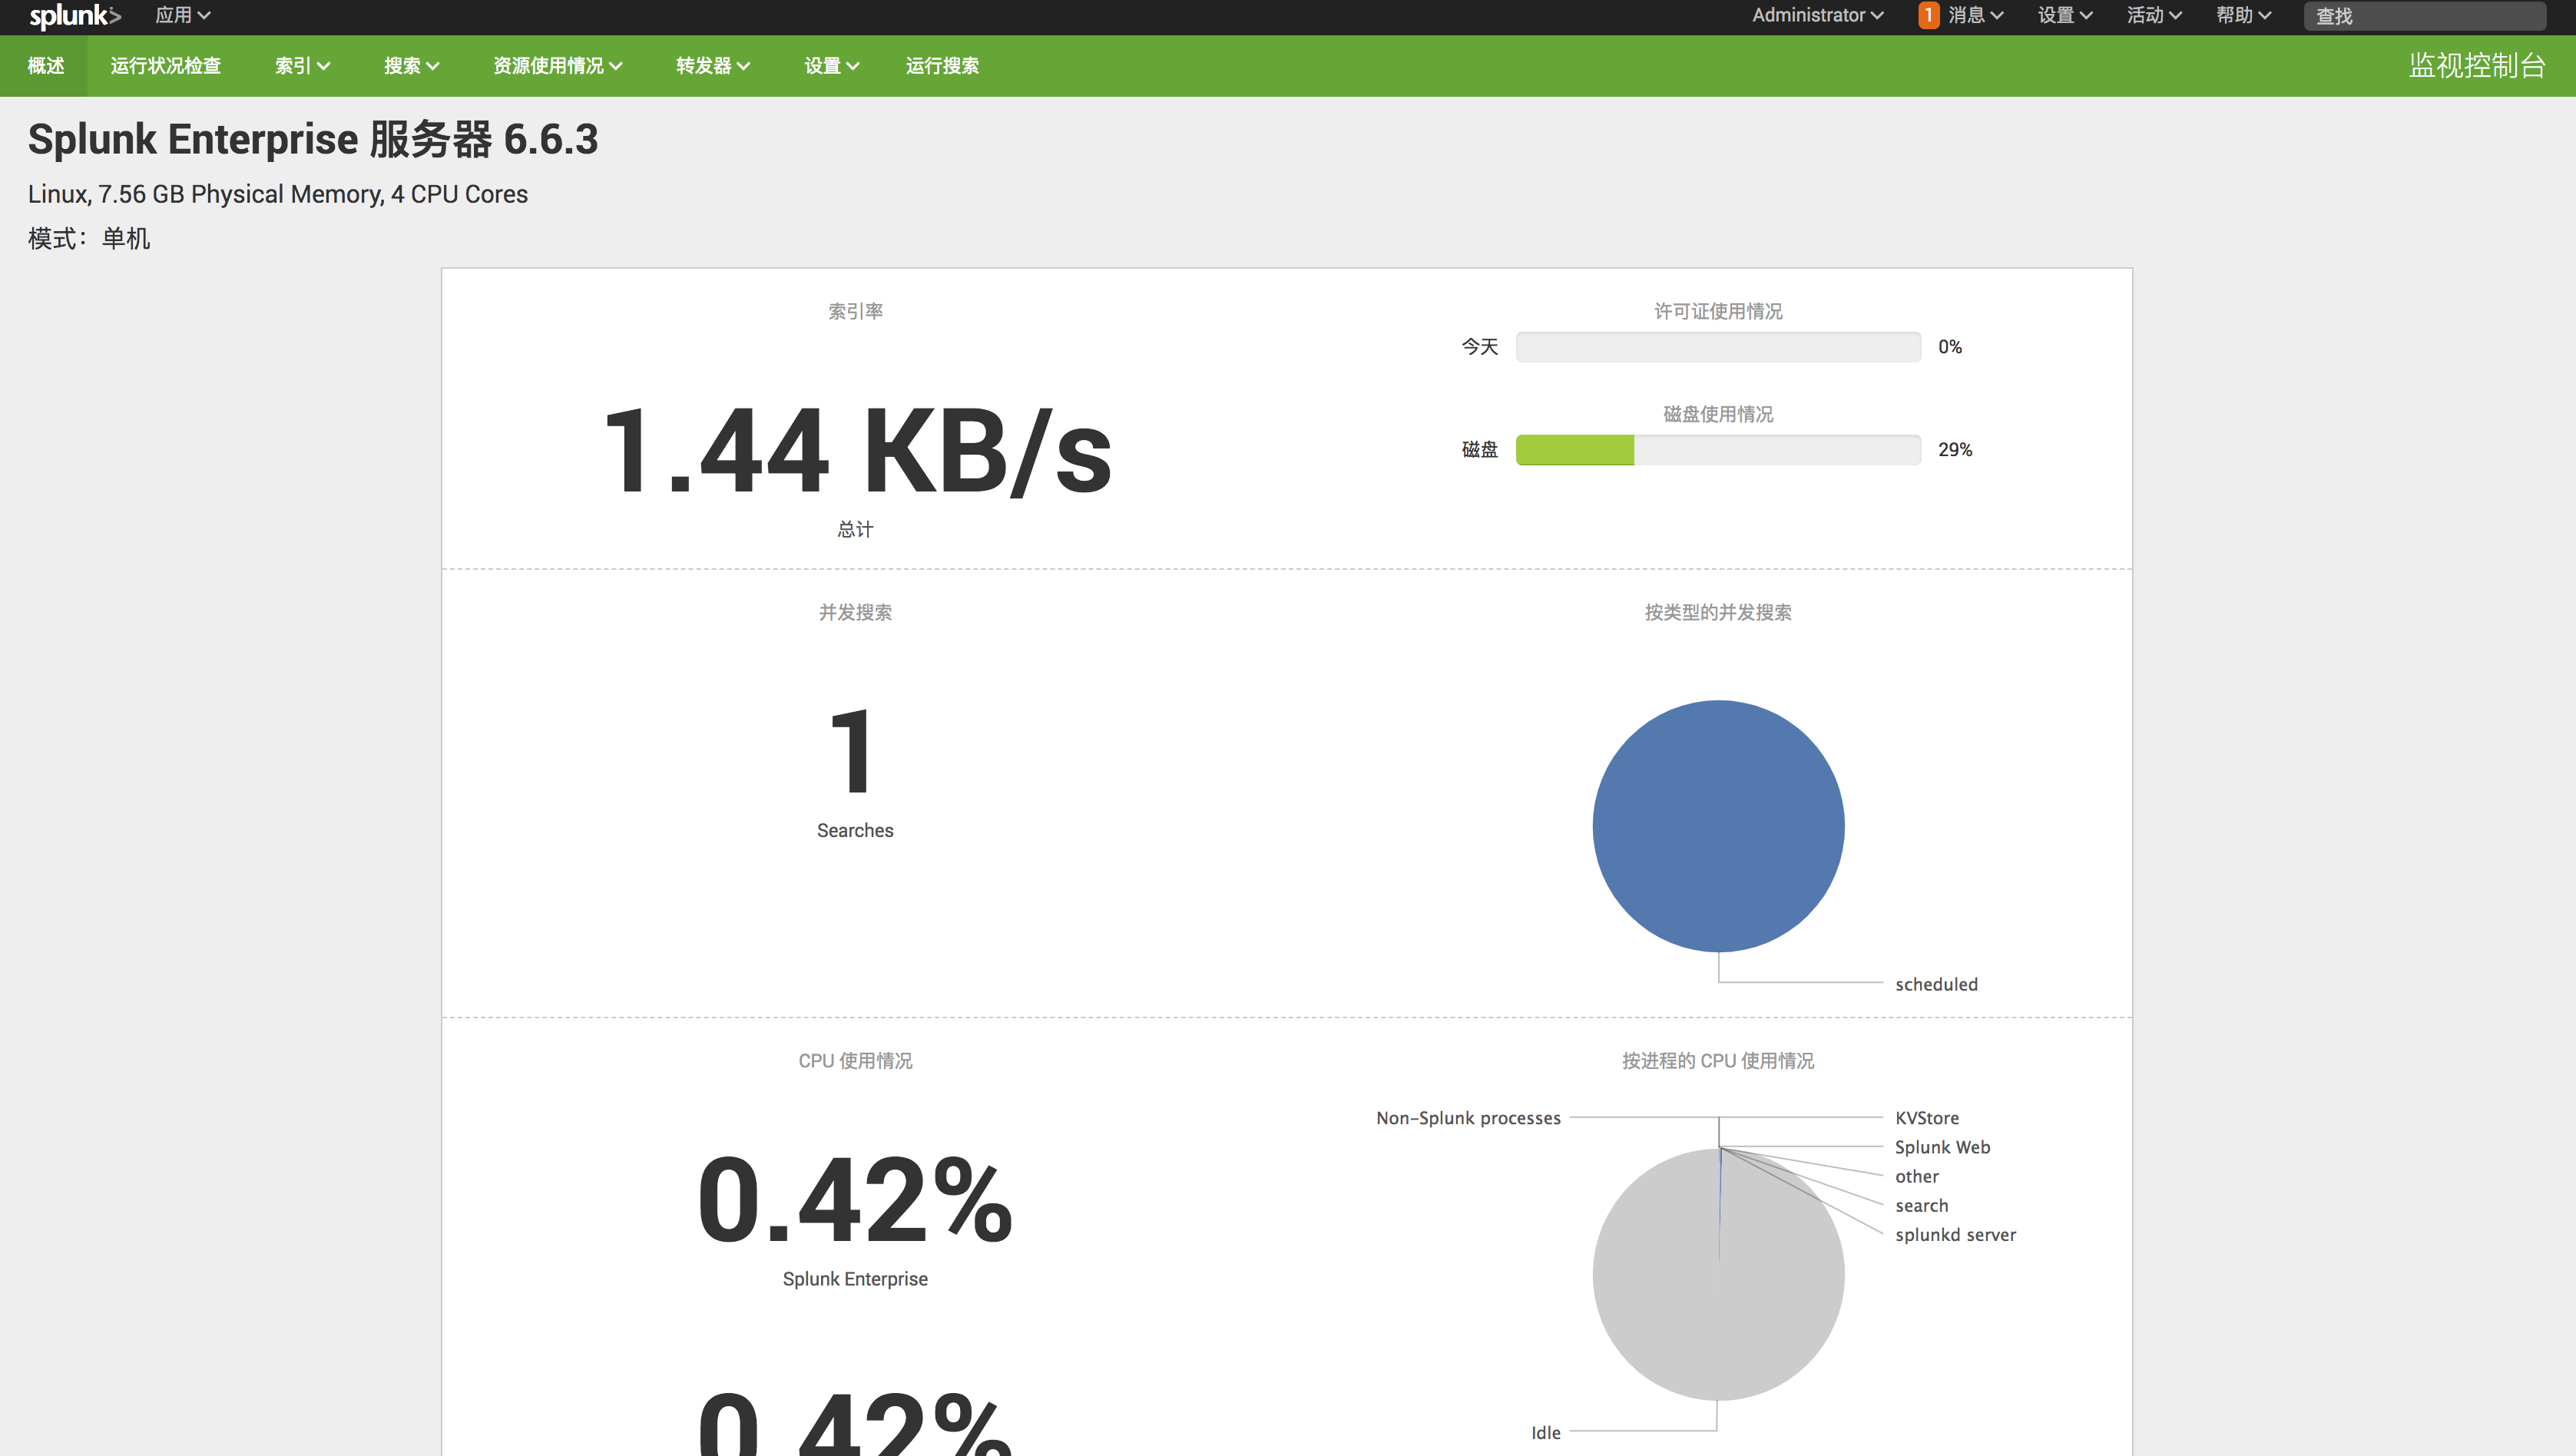 splunk> 应用 Administrator 1 消息 设置 活动 帮助 查找
概述 运行状况检查 索引 搜索 资源使用情况 转发器 设置 运行搜索 监视控制台
Splunk Enterprise 服务器 6.6.3
Linux, 7.56 GB Physical Memory, 4 CPU Cores
模式：单机
索引率
1.44 KB/s
总计
许可证使用情况
今天 0%
磁盘使用情况
磁盘 29%
并发搜索
1
Searches
按类型的并发搜索
scheduled
CPU 使用情况
0.42%
Splunk Enterprise
0.42%
按进程的 CPU 使用情况
Non-Splunk processes
KVStore
Splunk Web
other
search
splunkd server
Idle